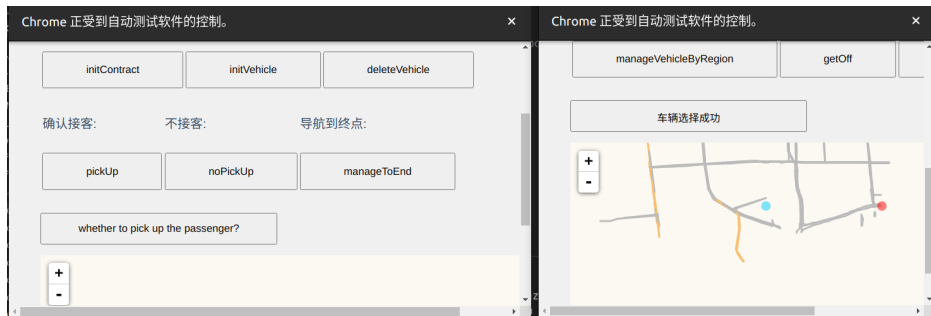 Chrome 正受到自动测试软件的控制。 ×
initContract initVehicle deleteVehicle
确认接客: 不接客: 导航到终点:
pickUp noPickUp manageToEnd
whether to pick up the passenger?
+
-
Chrome 正受到自动测试软件的控制。 ×
manageVehicleByRegion getOff
车辆选择成功
+
-